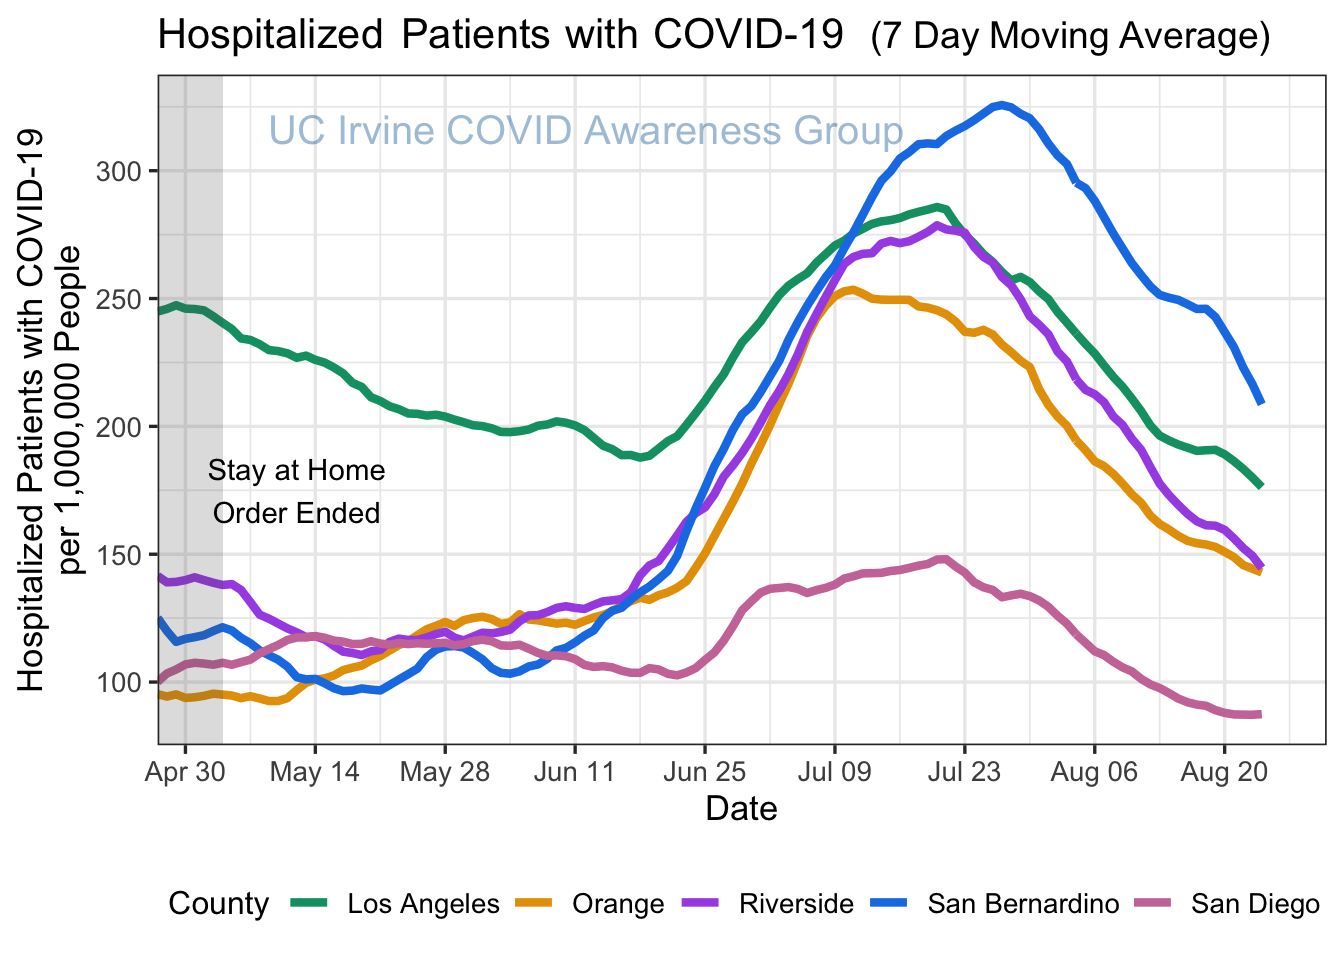 Hospitalized Patients with COVID-19 (7 Day Moving Average)
UC Irvine COVID Awareness Group
Hospitalized Patients with COVID-19
per 1,000,000 People
300
250
200
150
100
Stay at Home
Order Ended
Apr 30 May 14 May 28 Jun 11 Jun 25 Jul 09 Jul 23 Aug 06 Aug 20
Date
County Los Angeles Orange Riverside San Bernardino San Diego